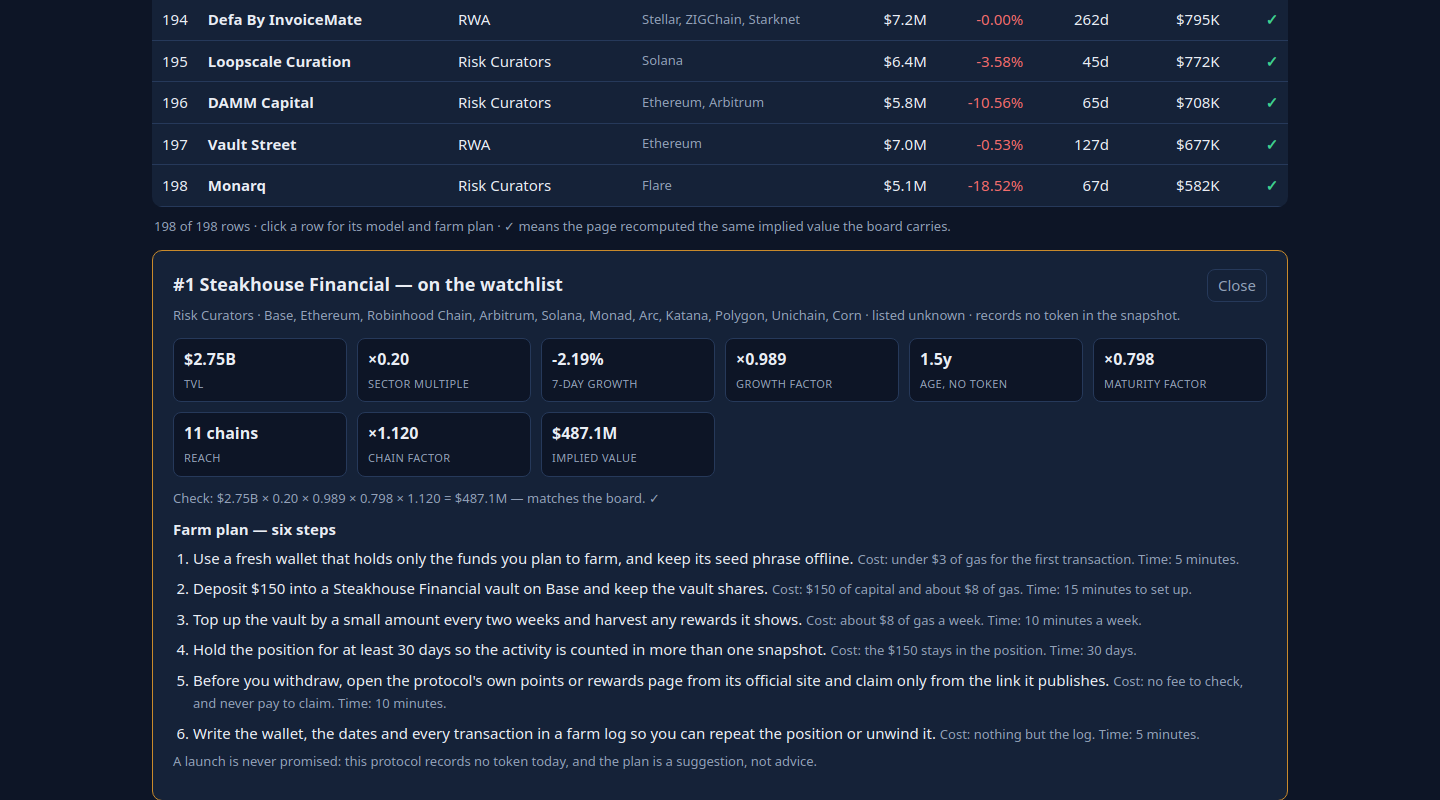 194 Defa By InvoiceMate RWA Stellar, ZIGChain, Starknet $7.2M -0.00% 262d $795K ✓
195 Loopscale Curation Risk Curators Solana $6.4M -3.58% 45d $772K ✓
196 DAMM Capital Risk Curators Ethereum, Arbitrum $5.8M -10.56% 65d $708K ✓
197 Vault Street RWA Ethereum $7.0M -0.53% 127d $677K ✓
198 Monarq Risk Curators Flare $5.1M -18.52% 67d $582K ✓
198 of 198 rows · click a row for its model and farm plan · ✓ means the page recomputed the same implied value the board carries.
#1 Steakhouse Financial — on the watchlist
Close
Risk Curators · Base, Ethereum, Robinhood Chain, Arbitrum, Solana, Monad, Arc, Katana, Polygon, Unichain, Corn · listed unknown · records no token in the snapshot.
$2.75B ×0.20 -2.19% ×0.989 1.5y ×0.798
TVL SECTOR MULTIPLE 7-DAY GROWTH GROWTH FACTOR AGE, NO TOKEN MATURITY FACTOR
11 chains ×1.120 $487.1M
REACH CHAIN FACTOR IMPLIED VALUE
Check: $2.75B × 0.20 × 0.989 × 0.798 × 1.120 = $487.1M — matches the board. ✓
Farm plan — six steps
1. Use a fresh wallet that holds only the funds you plan to farm, and keep its seed phrase offline. Cost: under $3 of gas for the first transaction. Time: 5 minutes.
2. Deposit $150 into a Steakhouse Financial vault on Base and keep the vault shares. Cost: $150 of capital and about $8 of gas. Time: 15 minutes to set up.
3. Top up the vault by a small amount every two weeks and harvest any rewards it shows. Cost: about $8 of gas a week. Time: 10 minutes a week.
4. Hold the position for at least 30 days so the activity is counted in more than one snapshot. Cost: the $150 stays in the position. Time: 30 days.
5. Before you withdraw, open the protocol's own points or rewards page from its official site and claim only from the link it publishes. Cost: no fee to check,
and never pay to claim. Time: 10 minutes.
6. Write the wallet, the dates and every transaction in a farm log so you can repeat the position or unwind it. Cost: nothing but the log. Time: 5 minutes.
A launch is never promised: this protocol records no token today, and the plan is a suggestion, not advice.